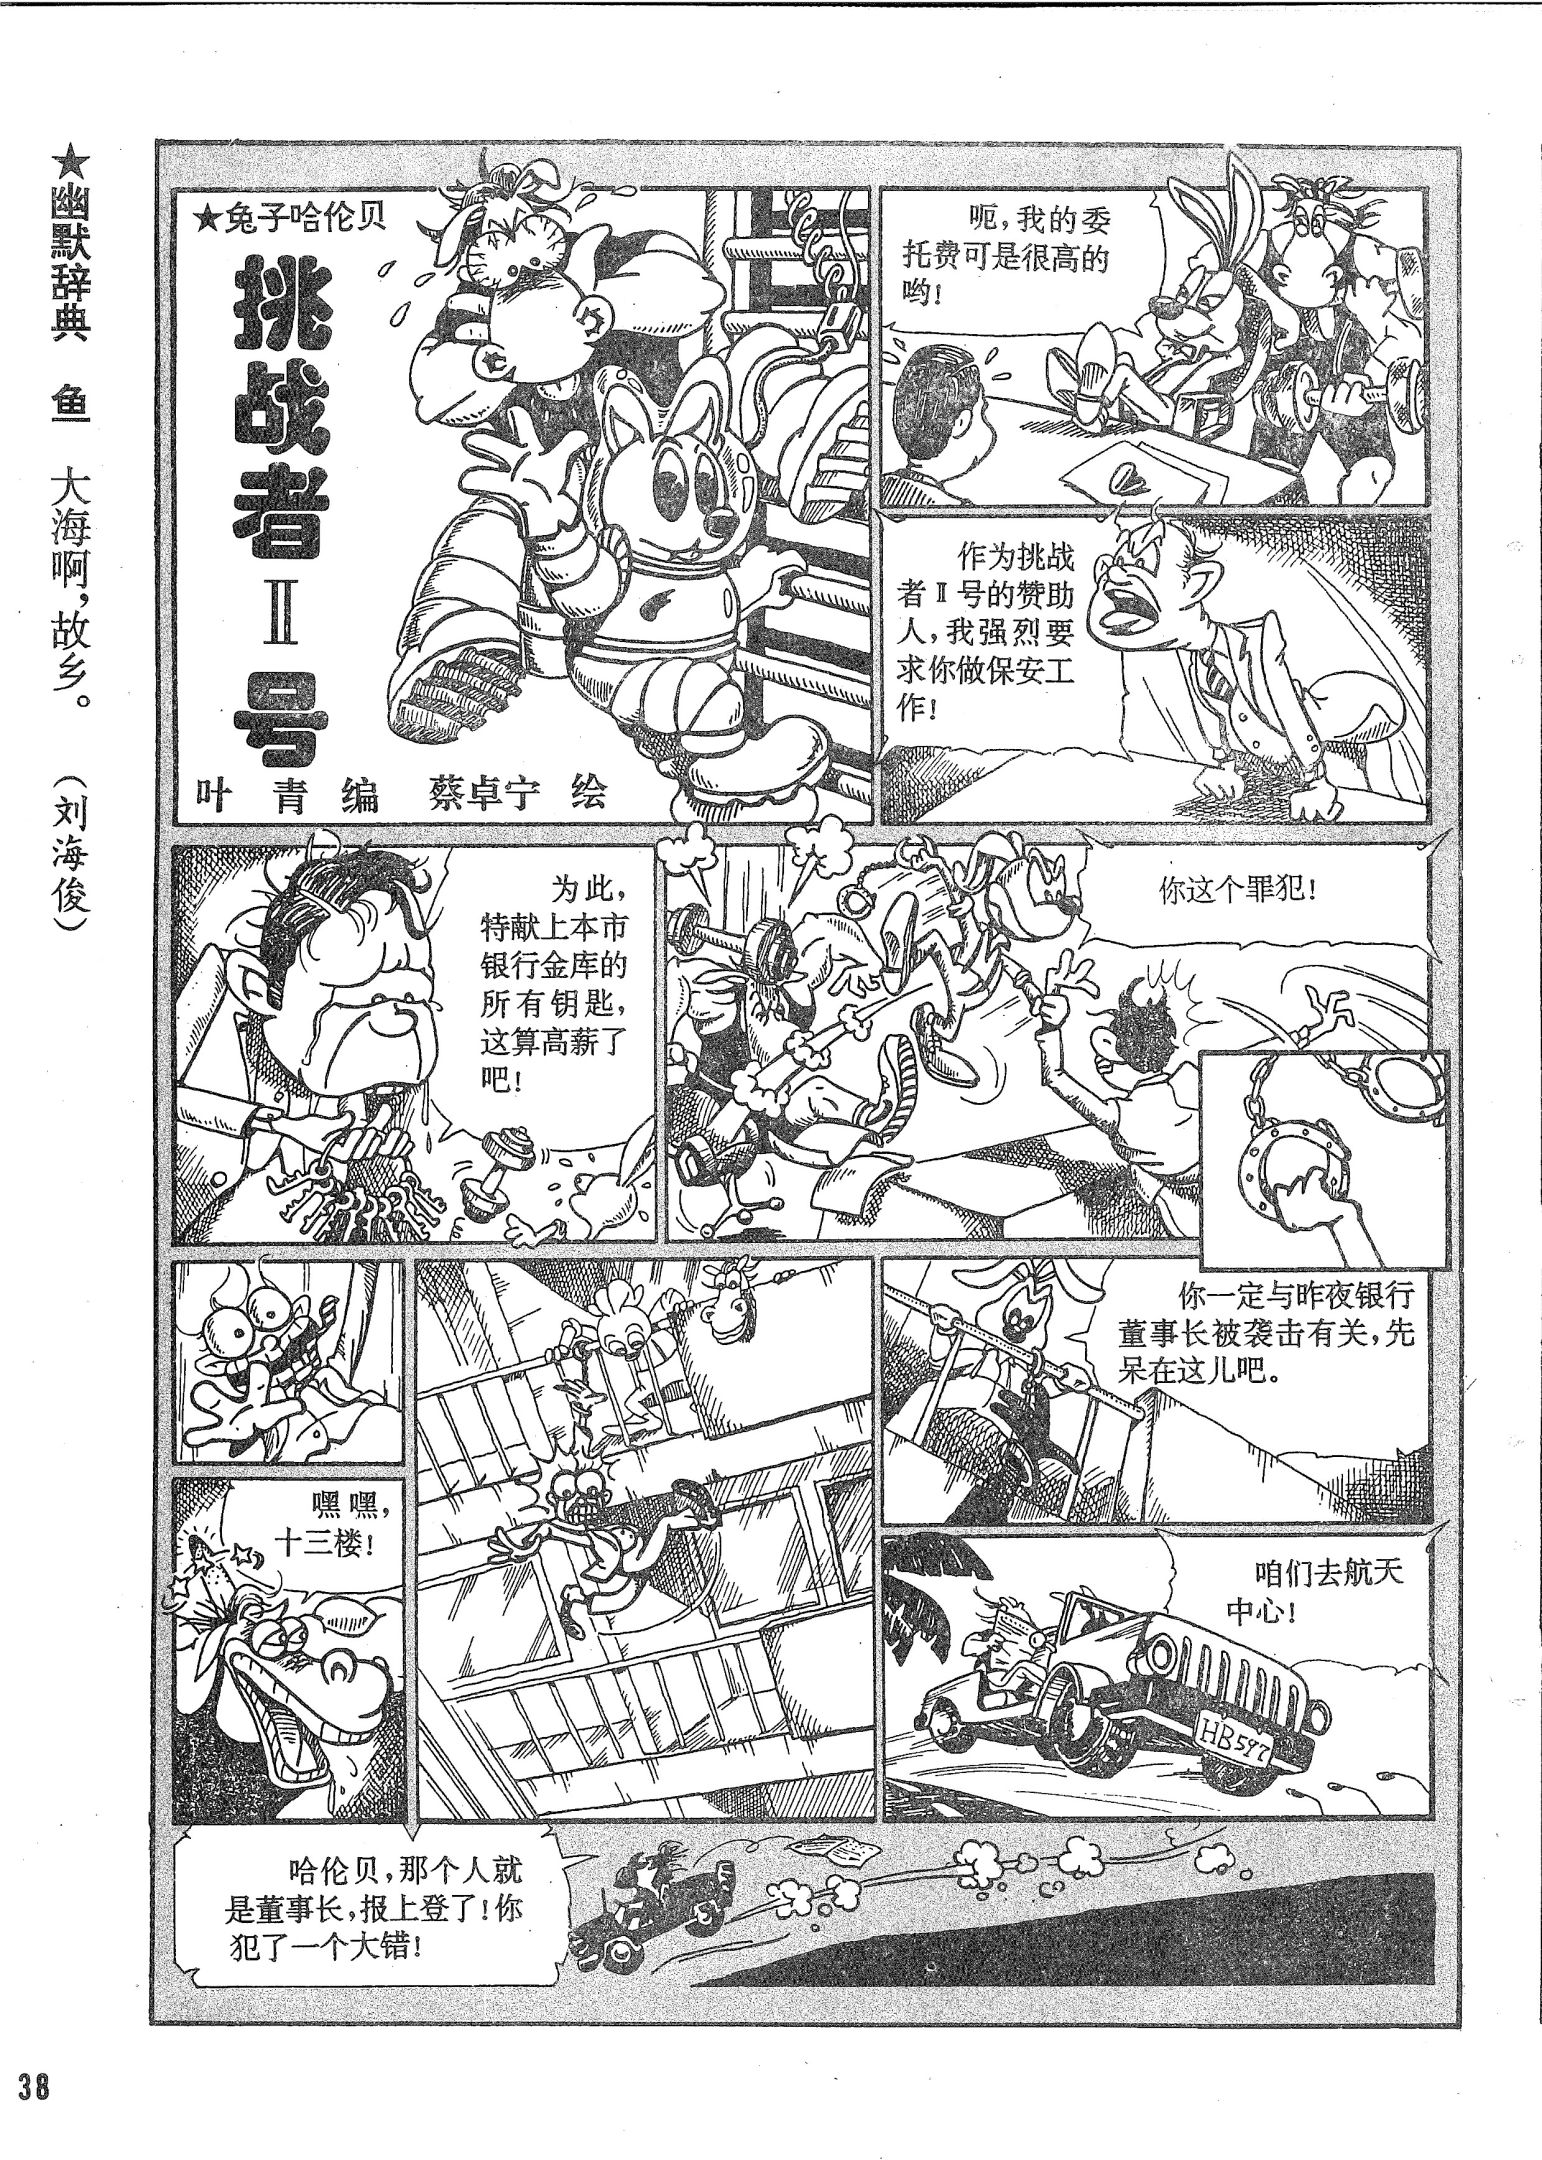 ★幽默辞典 鱼 大海啊，故乡。 （刘海俊）
★兔子哈伦贝
挑战者Ⅱ号
叶青编 蔡卓宁 绘
呃，我的委
托费可是很高的
哟！
作为挑战
者Ⅱ号的赞助
人，我强烈要
求你做保安工
作！
为此，
特献上本市
银行金库的
所有钥匙，
这算高薪了
吧！
你这个罪犯！
嘿嘿，
十三楼！
你一定与昨夜银行
董事长被袭击有关，先
呆在这儿吧。
咱们去航天
中心！
HB597
哈伦贝，那个人就
是董事长，报上登了！你
犯了一个大错！
38